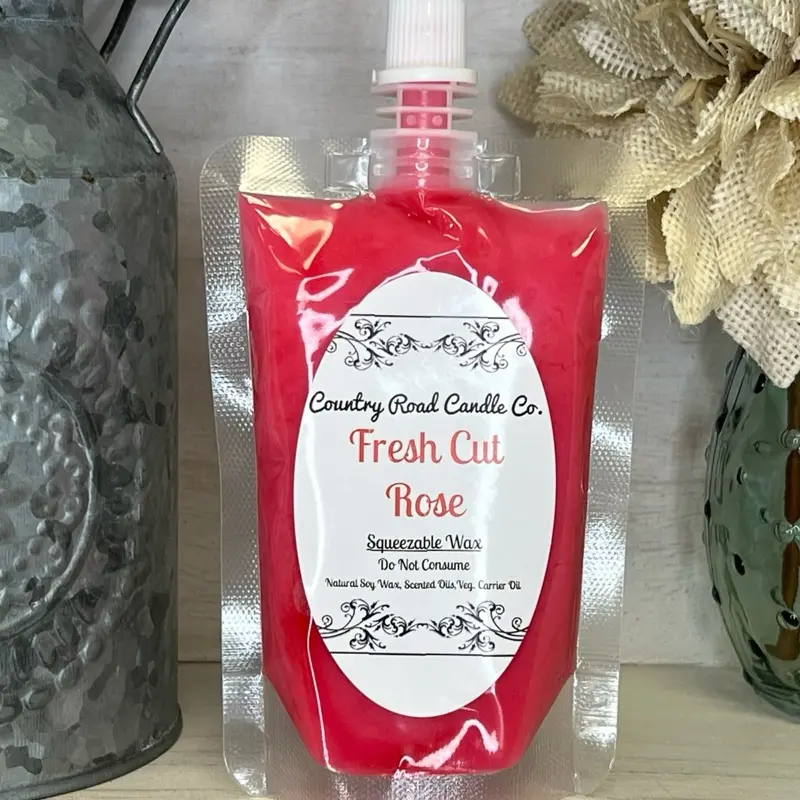 Country Road Candle Co.
Fresh Cut
Rose
Squeezable Wax
Do Not Consume
Natural Soy Wax, Scented Oils,Veg. Carrier Oil